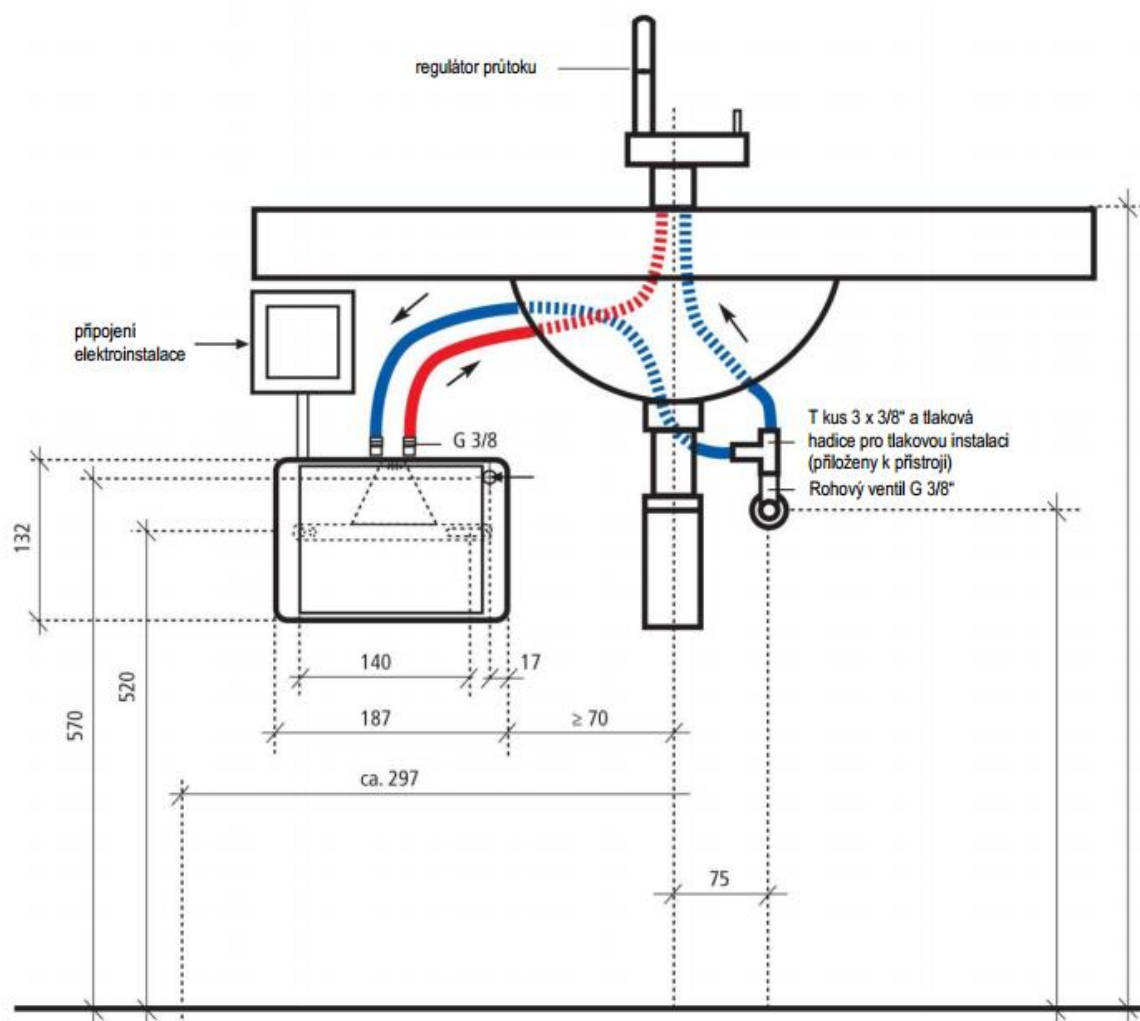 regulátor průtoku
připojení
elektroinstalace
G 3/8
T kus 3 x 3/8“ a tlaková
hadice pro tlakovou instalaci
(přiloženy k přístroji)
Rohový ventil G 3/8“
132
140
17
520
570
187
≥ 70
ca. 297
75